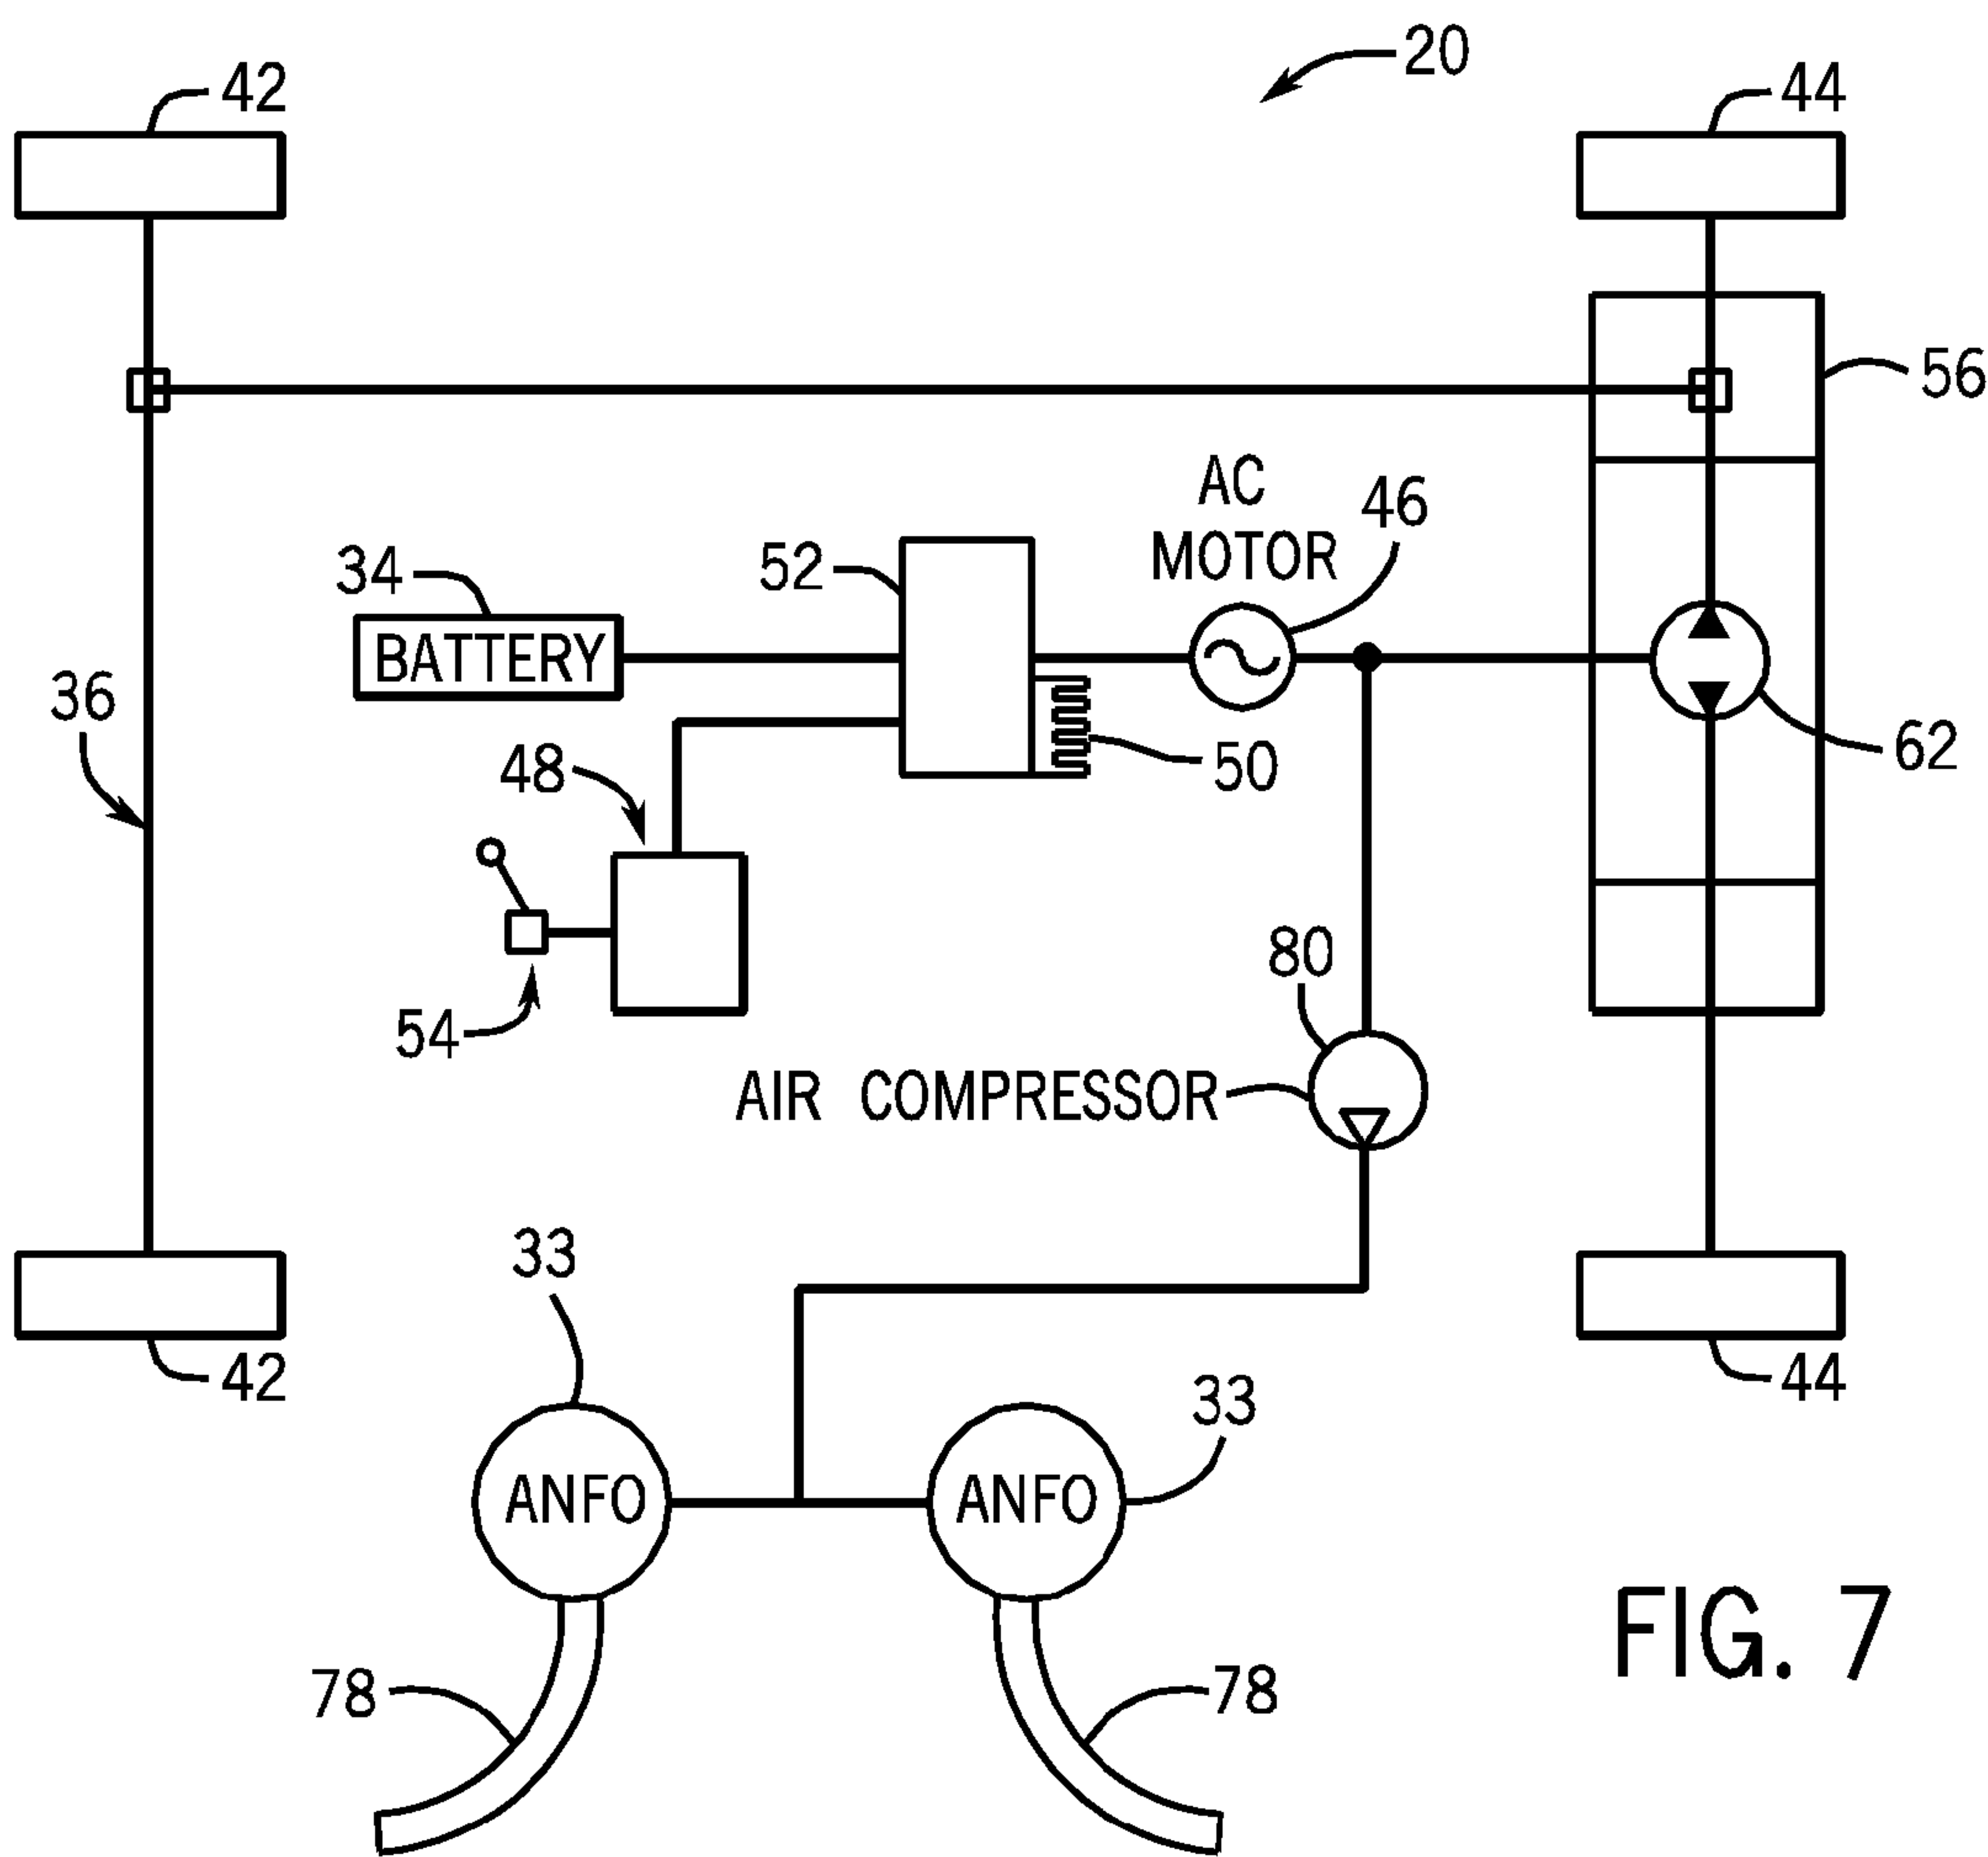 20
42
44
56
AC
MOTOR
46
34
52
BATTERY
36
48
50
62
54
80
AIR COMPRESSOR
33
42
44
33
ANFO
ANFO
78
78
FIG. 7